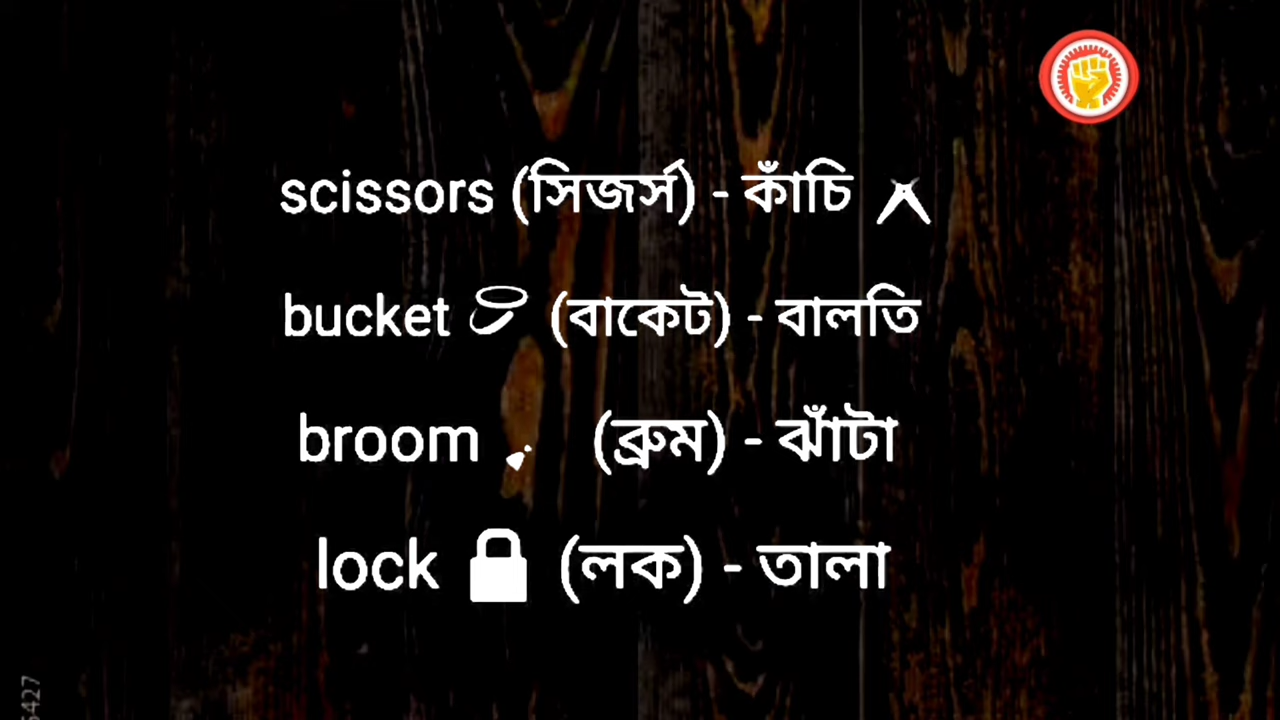 scissors (সিজর্স) - কাঁচি
bucket (বাকেট) - বালতি
broom (ব্রুম) - ঝাঁটা
lock (লক) - তালা